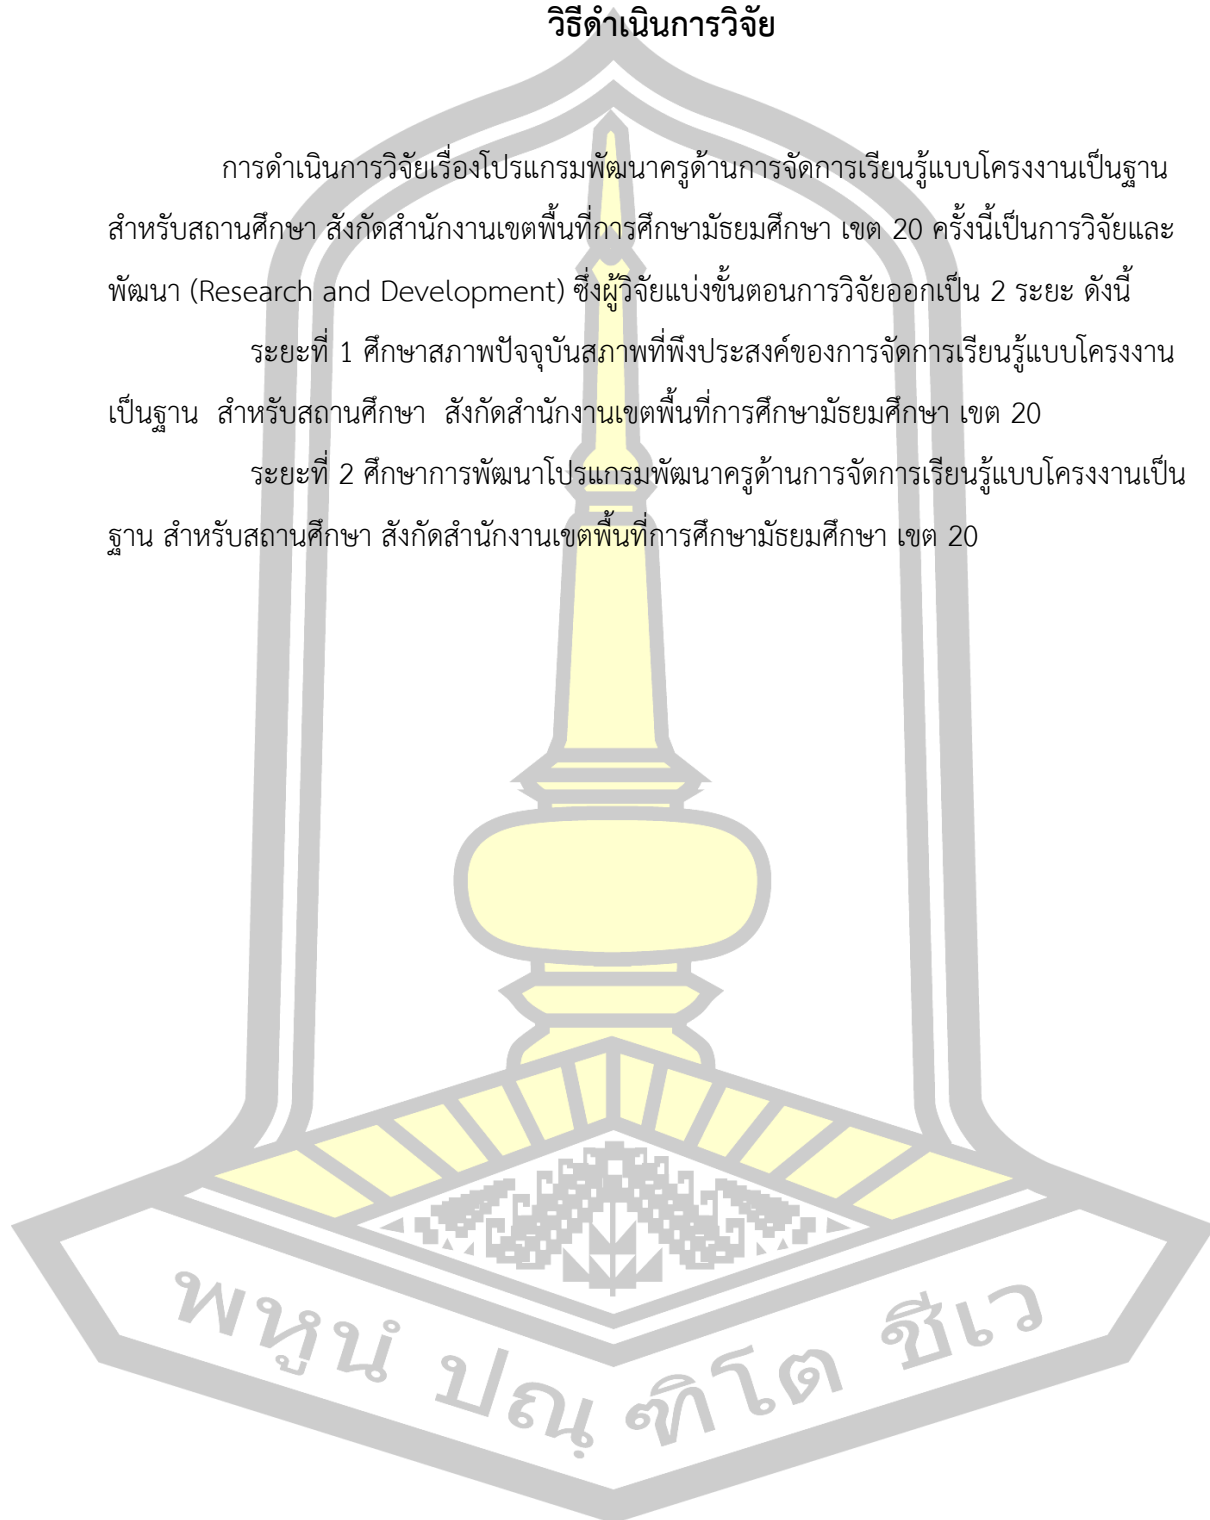 วิธีดำเนินการวิจัย
การดำเนินการวิจัยเรื่องโปรแกรมพัฒนาครูด้านการจัดการเรียนรู้แบบโครงงานเป็นฐาน
สำหรับสถานศึกษา สังกัดสำนักงานเขตพื้นที่การศึกษามัธยมศึกษา เขต 20 ครั้งนี้เป็นการวิจัยและ
พัฒนา (Research and Development) ซึ่งผู้วิจัยแบ่งขั้นตอนการวิจัยออกเป็น 2 ระยะ ดังนี้
ระยะที่ 1 ศึกษาสภาพปัจจุบันสภาพที่พึงประสงค์ของการจัดการเรียนรู้แบบโครงงาน
เป็นฐาน สำหรับสถานศึกษา สังกัดสำนักงานเขตพื้นที่การศึกษามัธยมศึกษา เขต 20
ระยะที่ 2 ศึกษาการพัฒนาโปรแกรมพัฒนาครูด้านการจัดการเรียนรู้แบบโครงงานเป็น
ฐาน สำหรับสถานศึกษา สังกัดสำนักงานเขตพื้นที่การศึกษามัธยมศึกษา เขต 20
พหูนํ ปณฺฑิโต ชีเว